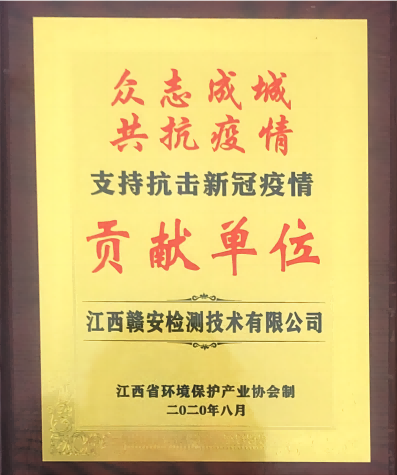 众志成城
共抗疫情
支持抗击新冠疫情
贡献单位
江西赣安检测技术有限公司
江西省环境保护产业协会制
二〇二〇年八月